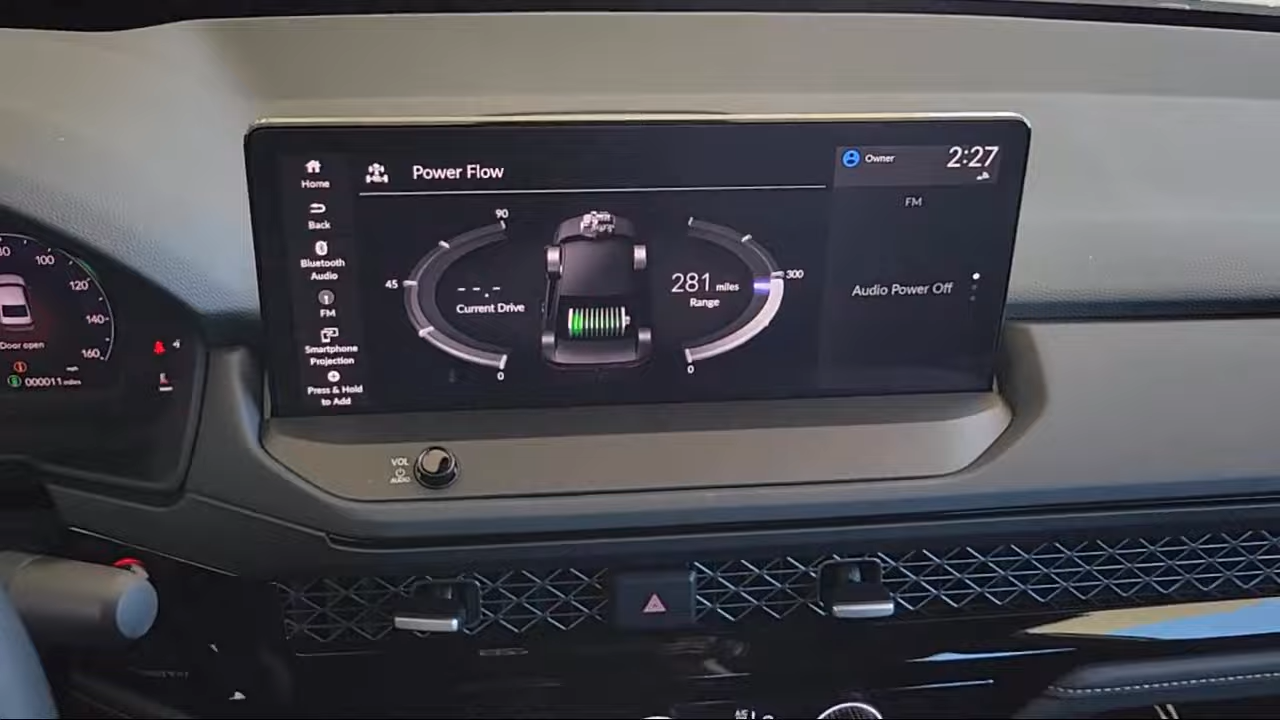 Home
Power Flow
Owner
2:27
Back
Bluetooth
Audio
FM
Smartphone
Projection
Press & Hold
to Add
90
45
0
--.-
Current Drive
281 miles
Range
300
0
FM
Audio Power Off
100
120
140
160
Door open
000011 miles
VOL
AUDIO